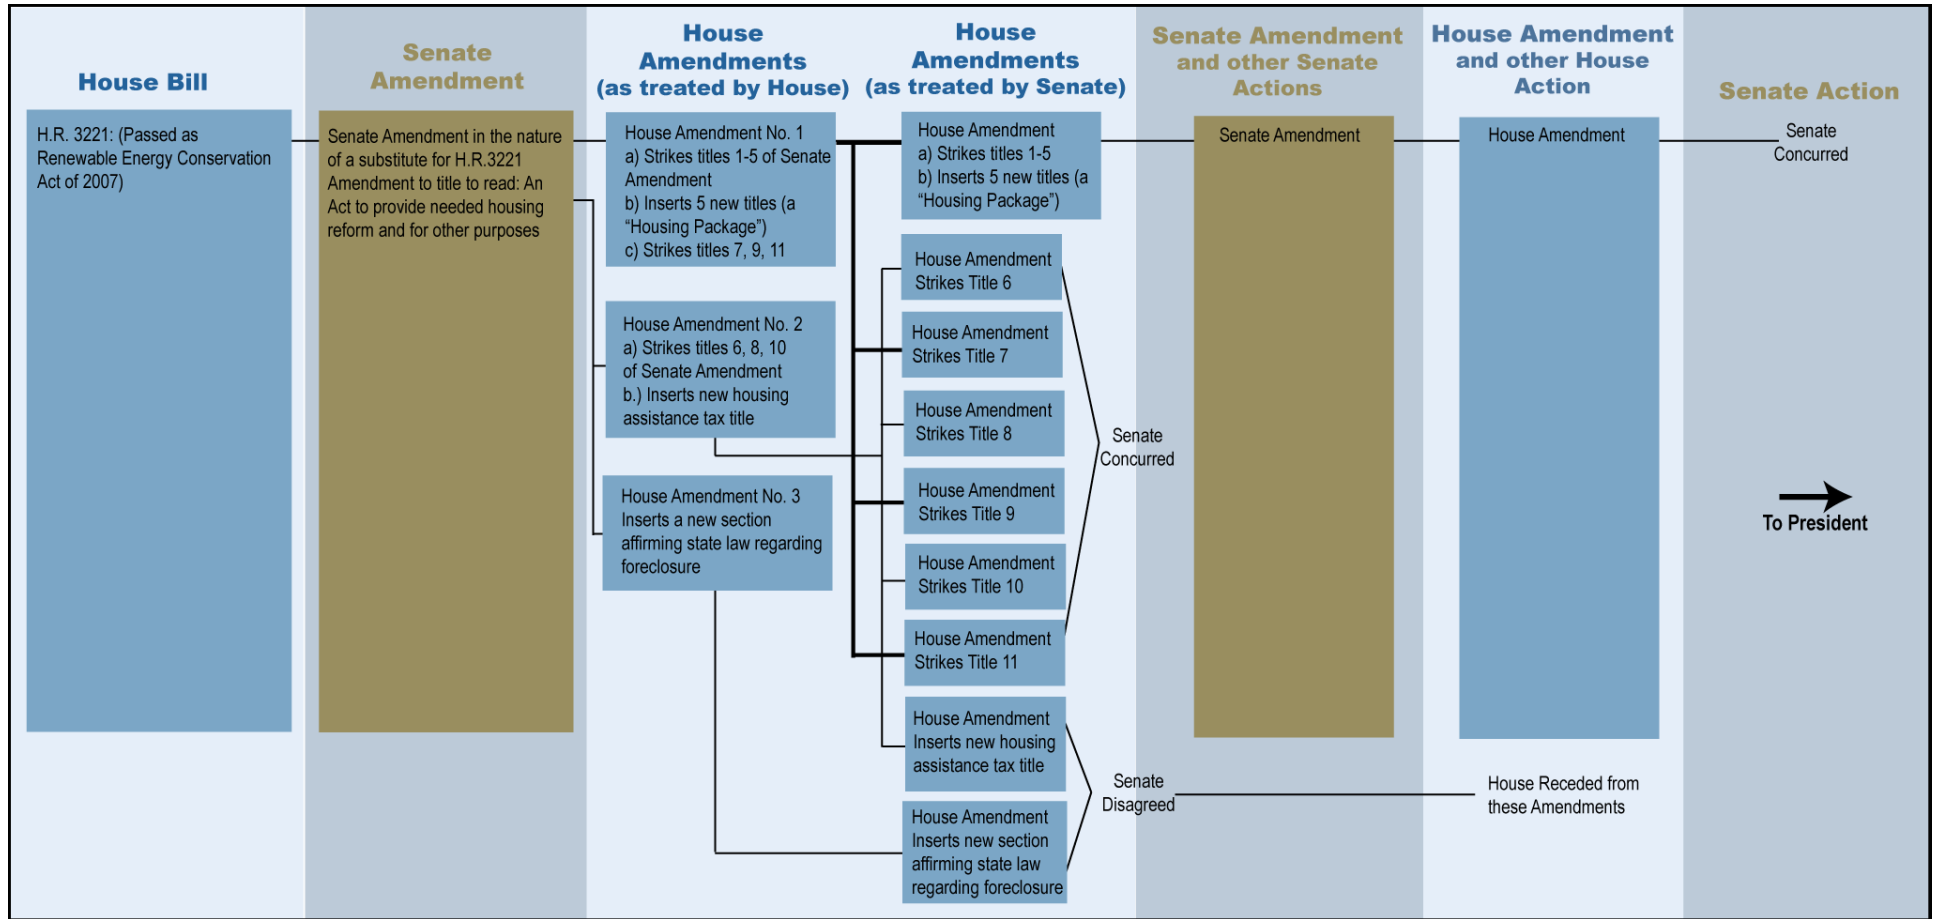 House Bill
H.R. 3221: (Passed as
Renewable Energy Conservation
Act of 2007)
Senate
Amendment
Senate Amendment in the nature
of a substitute for H.R.3221
Amendment to title to read: An
Act to provide needed housing
reform and for other purposes
House
Amendments
(as treated by House)
House Amendment No. 1
a) Strikes titles 1-5 of Senate
Amendment
b) Inserts 5 new titles (a
“Housing Package”)
c) Strikes titles 7, 9, 11
House Amendment No. 2
a) Strikes titles 6, 8, 10
of Senate Amendment
b.) Inserts new housing
assistance tax title
House Amendment No. 3
Inserts a new section
affirming state law regarding
foreclosure
House
Amendments
(as treated by Senate)
House Amendment
a) Strikes titles 1-5
b) Inserts 5 new titles (a
“Housing Package”)
House Amendment
Strikes Title 6
House Amendment
Strikes Title 7
House Amendment
Strikes Title 8
House Amendment
Strikes Title 9
House Amendment
Strikes Title 10
House Amendment
Strikes Title 11
House Amendment
Inserts new housing
assistance tax title
House Amendment
Inserts new section
affirming state law
regarding foreclosure
Senate
Concurred
Senate
Disagreed
Senate Amendment
and other Senate
Actions
Senate Amendment
House Amendment
and other House
Action
House Amendment
House Receded from
these Amendments
Senate Action
Senate
Concurred
To President